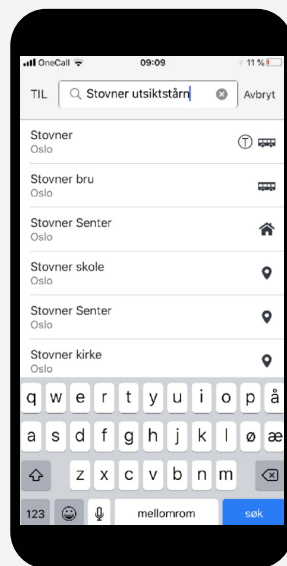 OneCall 09:09 11 %
TIL Stovner utsiktstårn Avbryt
Stovner
Oslo
T
Stovner bru
Oslo
Stovner Senter
Oslo
Stovner skole
Oslo
Stovner Senter
Oslo
Stovner kirke
Oslo
q w e r t y u i o p å
a s d f g h j k l ø æ
z x c v b n m
123 mellomrom søk